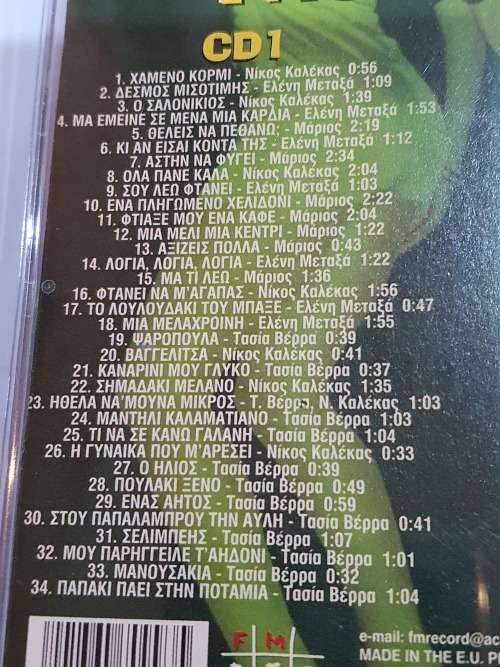 CD1
1. ΧΑΜΕΝΟ ΚΟΡΜΙ - Νίκος Καλέκας 0:56
2. ΔΕΣΜΟΣ ΜΙΣΟΤΙΜΗΣ - Ελένη Μεταξά 1:09
3. Ο ΣΑΛΟΝΙΚΙΟΣ - Νίκος Καλέκας 1:39
4. ΜΑ ΕΜΕΙΝΕ ΣΕ ΜΕΝΑ ΜΙΑ ΚΑΡΔΙΑ - Ελένη Μεταξά 1:53
5. ΘΕΛΕΙΣ ΝΑ ΠΕΘΑΝΩ; - Μάριος 2:19
6. ΚΙ ΑΝ ΕΙΣΑΙ ΚΟΝΤΑ ΤΗΣ - Ελένη Μεταξά 1:12
7. ΑΣΤΗΝ ΝΑ ΦΥΓΕΙ - Μάριος 2:34
8. ΟΛΑ ΠΑΝΕ ΚΑΛΑ - Νίκος Καλέκας 2:04
9. ΣΟΥ ΛΕΩ ΦΤΑΝΕΙ - Ελένη Μεταξά 1:03
10. ΕΝΑ ΠΛΗΓΩΜΕΝΟ ΧΕΛΙΔΟΝΙ - Μάριος 2:22
11. ΦΤΙΑΞΕ ΜΟΥ ΕΝΑ ΚΑΦΕ - Μάριος 2:04
12. ΜΙΑ ΜΕΛΙ ΜΙΑ ΚΕΝΤΡΙ - Μάριος 1:22
13. ΑΞΙΖΕΙΣ ΠΟΛΛΑ - Μάριος 0:43
14. ΛΟΓΙΑ, ΛΟΓΙΑ, ΛΟΓΙΑ - Ελένη Μεταξά 1:22
15. ΜΑ ΤΙ ΛΕΩ - Μάριος 1:36
16. ΦΤΑΝΕΙ ΝΑ Μ'ΑΓΑΠΑΣ - Νίκος Καλέκας 1:56
17. ΤΟ ΛΟΥΛΟΥΔΑΚΙ ΤΟΥ ΜΠΑΞΕ - Ελένη Μεταξά 0:47
18. ΜΙΑ ΜΕΛΑΧΡΟΙΝΗ - Ελένη Μεταξά 1:55
19. ΨΑΡΟΠΟΥΛΑ - Τασία Βέρρα 0:39
20. ΒΑΓΓΕΛΙΤΣΑ - Νίκος Καλέκας 0:41
21. ΚΑΝΑΡΙΝΙ ΜΟΥ ΓΛΥΚΟ - Τασία Βέρρα 0:37
22. ΣΗΜΑΔΑΚΙ ΜΕΛΑΝΟ - Νίκος Καλέκας 1:35
23. ΗΘΕΛΑ ΝΑ'ΜΟΥΝΑ ΜΙΚΡΟΣ - Τ. Βέρρα, Ν. Καλέκας 1:03
24. ΜΑΝΤΗΛΙ ΚΑΛΑΜΑΤΙΑΝΟ - Τασία Βέρρα 1:03
25. ΤΙ ΝΑ ΣΕ ΚΑΝΩ ΓΑΛΑΝΗ - Τασία Βέρρα 1:04
26. Η ΓΥΝΑΙΚΑ ΠΟΥ Μ'ΑΡΕΣΕΙ - Νίκος Καλέκας 0:33
27. Ο ΗΛΙΟΣ - Τασία Βέρρα 0:39
28. ΠΟΥΛΑΚΙ ΞΕΝΟ - Τασία Βέρρα 0:49
29. ΕΝΑΣ ΑΗΤΟΣ - Τασία Βέρρα 0:59
30. ΣΤΟΥ ΠΑΠΑΛΑΜΠΡΟΥ ΤΗΝ ΑΥΛΗ - Τασία Βέρρα 0:41
31. ΣΕΛΙΜΠΕΗΣ - Τασία Βέρρα 1:07
32. ΜΟΥ ΠΑΡΗΓΓΕΙΛΕ Τ'ΑΗΔΟΝΙ - Τασία Βέρρα 1:01
33. ΜΑΝΟΥΣΑΚΙΑ - Τασία Βέρρα 0:32
34. ΠΑΠΑΚΙ ΠΑΕΙ ΣΤΗΝ ΠΟΤΑΜΙΑ - Τασία Βέρρα 1:04
F M
e-mail: fmrecord@ac
MADE IN THE E.U.